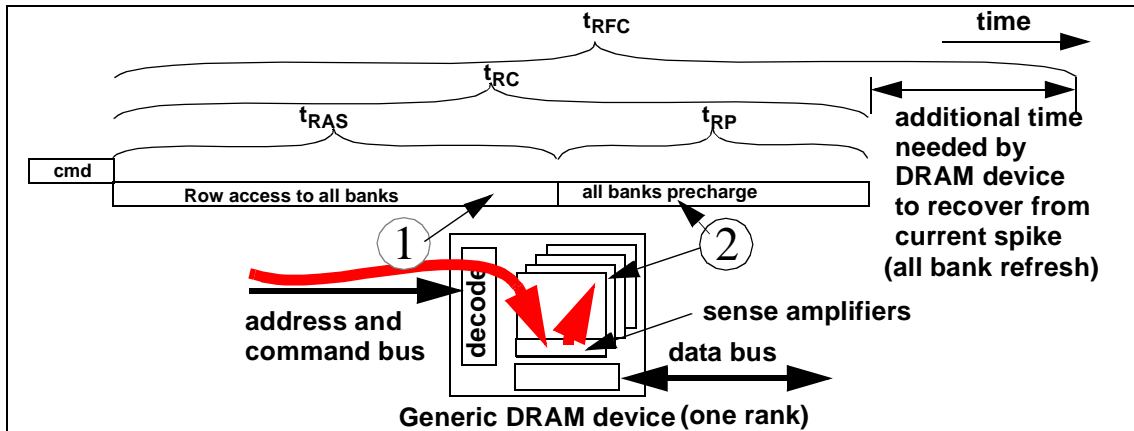 tRFC
time
tRC
tRAS
tRP
additional time
needed by
DRAM device
to recover from
current spike
(all bank refresh)
cmd
Row access to all banks
all banks precharge
1
2
decode
address and
command bus
sense amplifiers
data bus
Generic DRAM device (one rank)